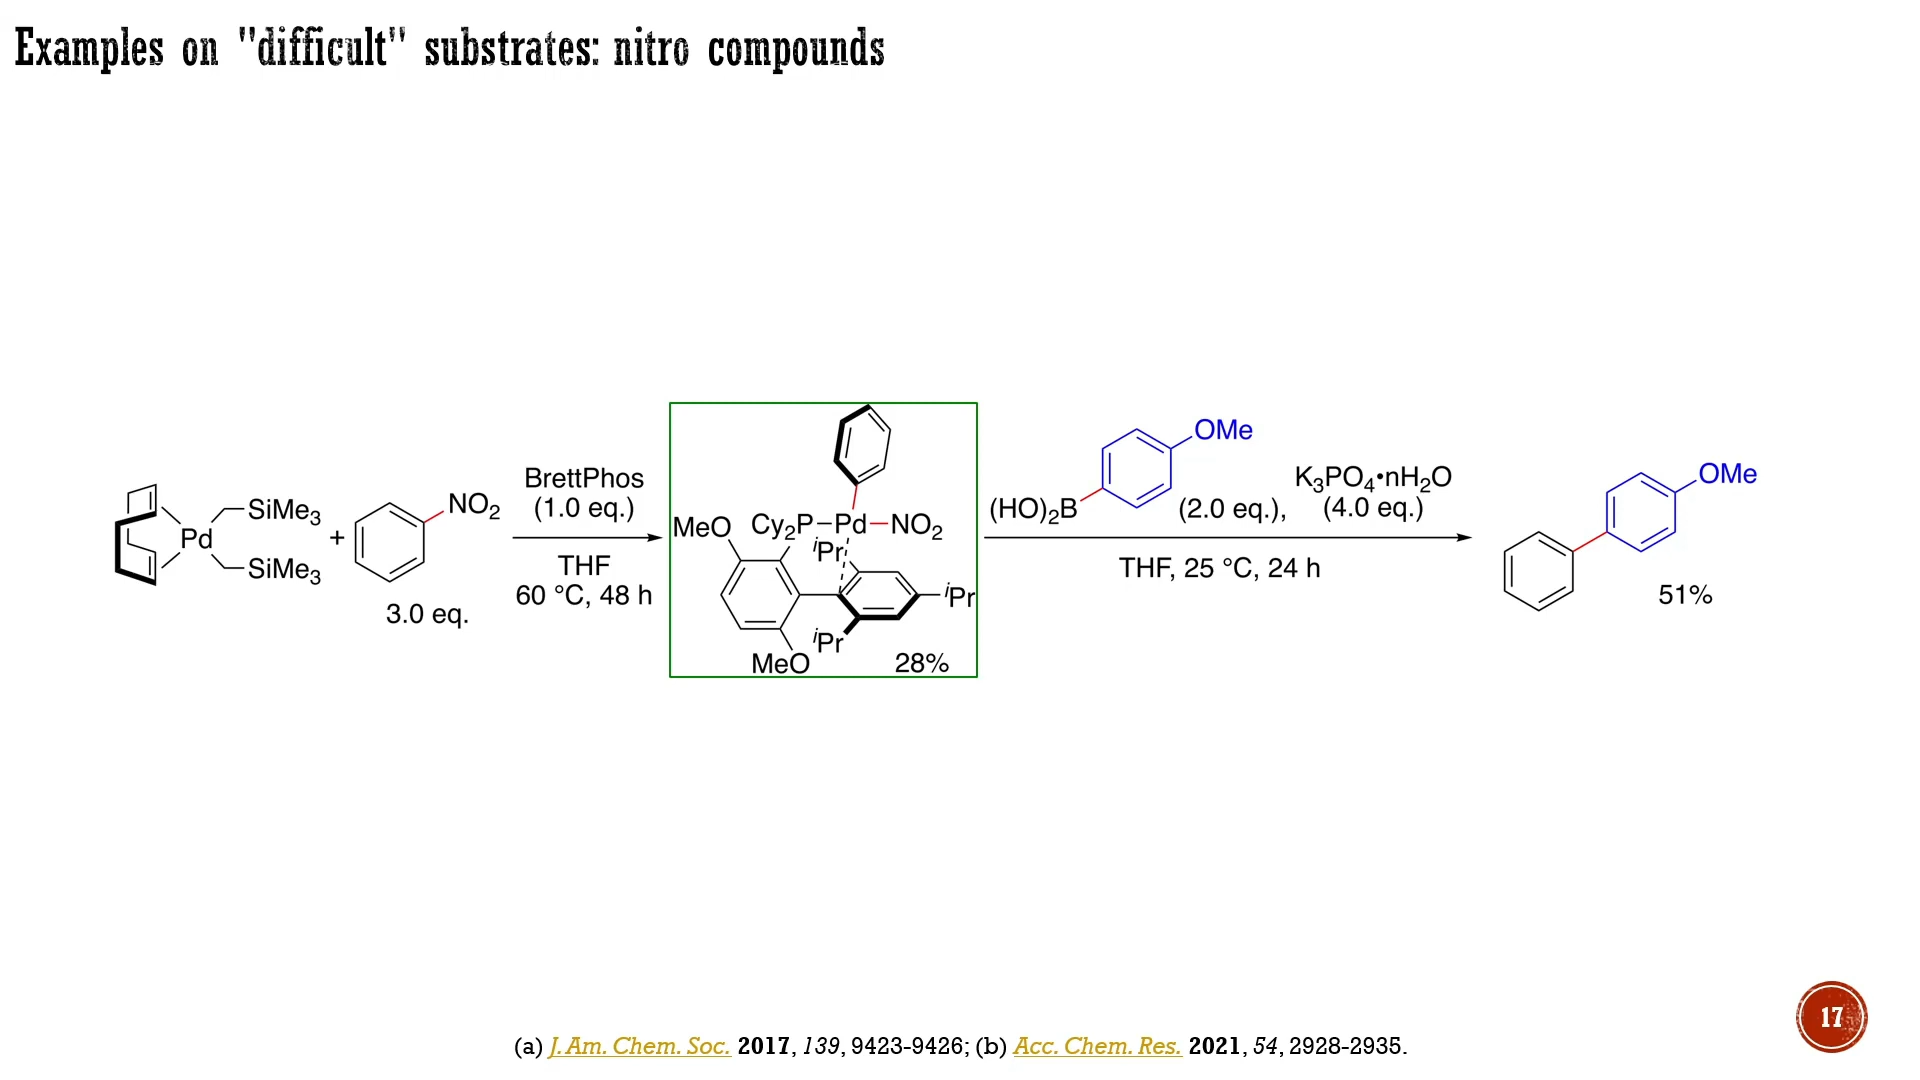 Examples on "difficult" substrates: nitro compounds
Pd
SiMe3
SiMe3
+
NO2
3.0 eq.
BrettPhos
(1.0 eq.)
THF
60 °C, 48 h
MeO
Cy2P
Pd
NO2
iPr
iPr
iPr
MeO
28%
(HO)2B
OMe
(2.0 eq.),
K3PO4•nH2O
(4.0 eq.)
THF, 25 °C, 24 h
OMe
51%
17
(a) J. Am. Chem. Soc. 2017, 139, 9423-9426; (b) Acc. Chem. Res. 2021, 54, 2928-2935.